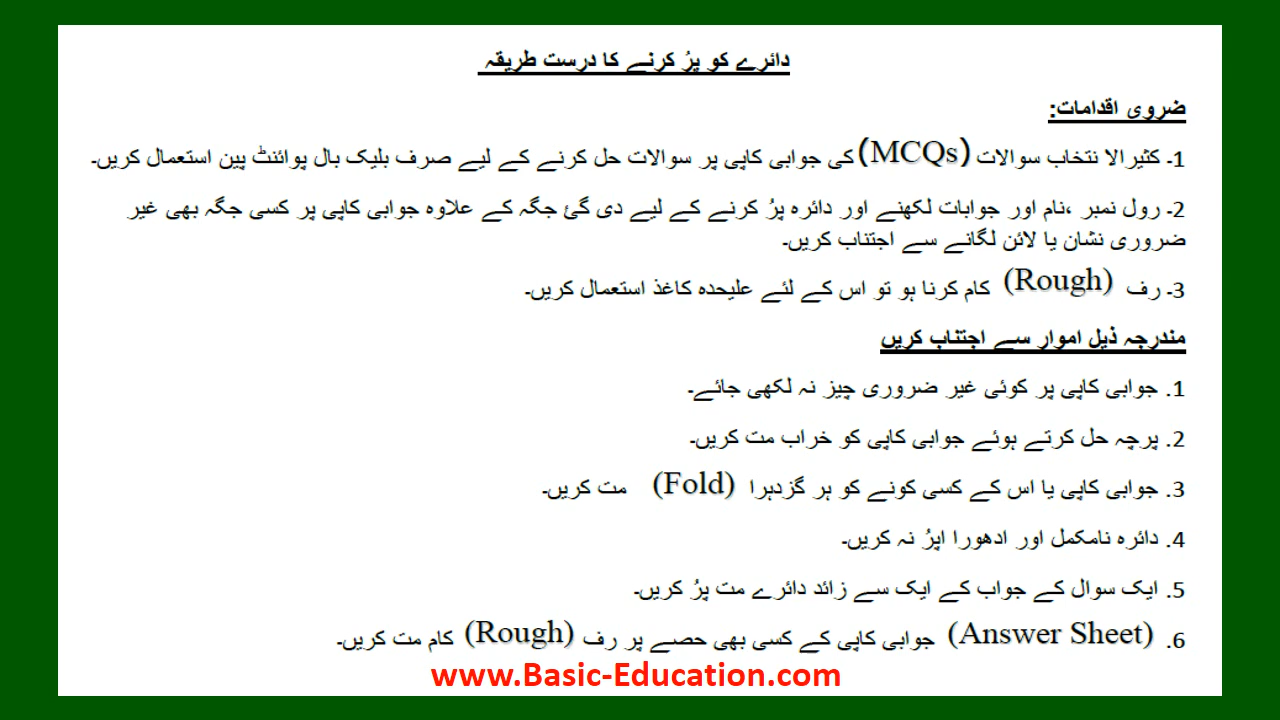 دائرے کو پرُ کرنے کا درست طریقہ
ضروی اقدامات:
1۔ کثیرالا نتخاب سوالات (MCQs) کی جوابی کاپی پر سوالات حل کرنے کے لیے صرف بلیک بال پوائنٹ پین استعمال کریں۔
2۔ رول نمبر ،نام اور جوابات لکھنے اور دائرہ پرُ کرنے کے لیے دی گئ جگہ کے علاوہ جوابی کاپی پر کسی جگہ بھی غیر
ضروری نشان یا لائن لگانے سے اجتناب کریں۔
3۔ رف (Rough) کام کرنا ہو تو اس کے لئے علیحدہ کاغذ استعمال کریں۔
مندرجہ ذیل اموار سے اجتناب کریں
1. جوابی کاپی پر کوئی غیر ضروری چیز نہ لکھی جائے۔
2. پرچہ حل کرتے ہوئے جوابی کاپی کو خراب مت کریں۔
3. جوابی کاپی یا اس کے کسی کونے کو ہر گزدہرا (Fold) مت کریں۔
4. دائرہ نامکمل اور ادھورا اپرُ نہ کریں۔
5. ایک سوال کے جواب کے ایک سے زائد دائرے مت پرُ کریں۔
6. (Answer Sheet) جوابی کاپی کے کسی بھی حصے پر رف (Rough) کام مت کریں۔
www.Basic-Education.com